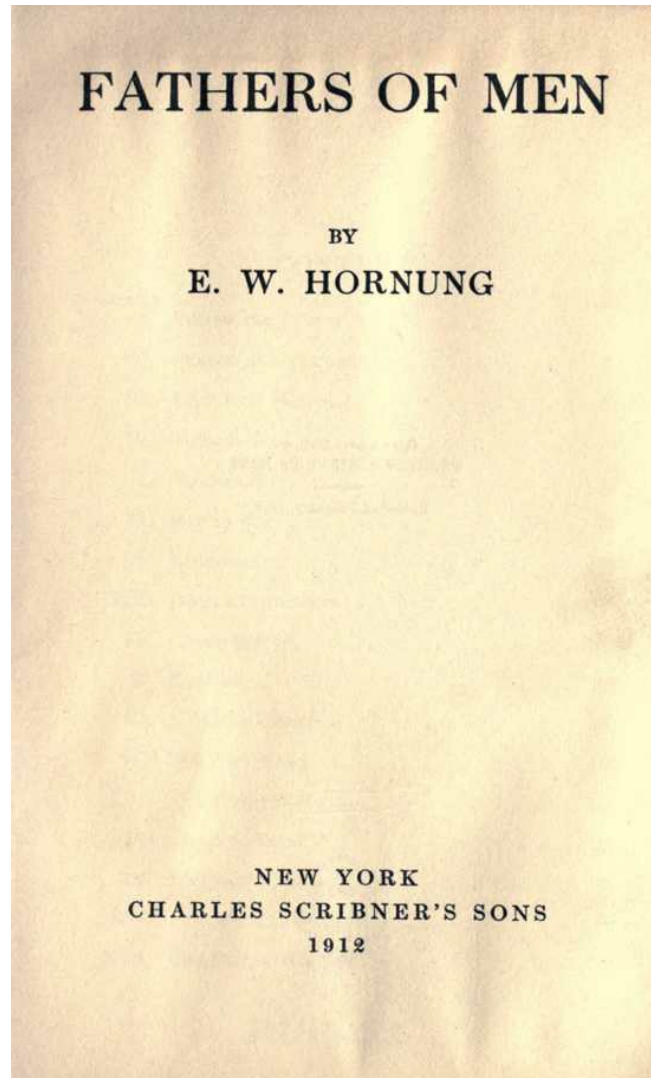 FATHERS OF MEN
BY
E. W. HORNUNG
NEW YORK
CHARLES SCRIBNER'S SONS
1912